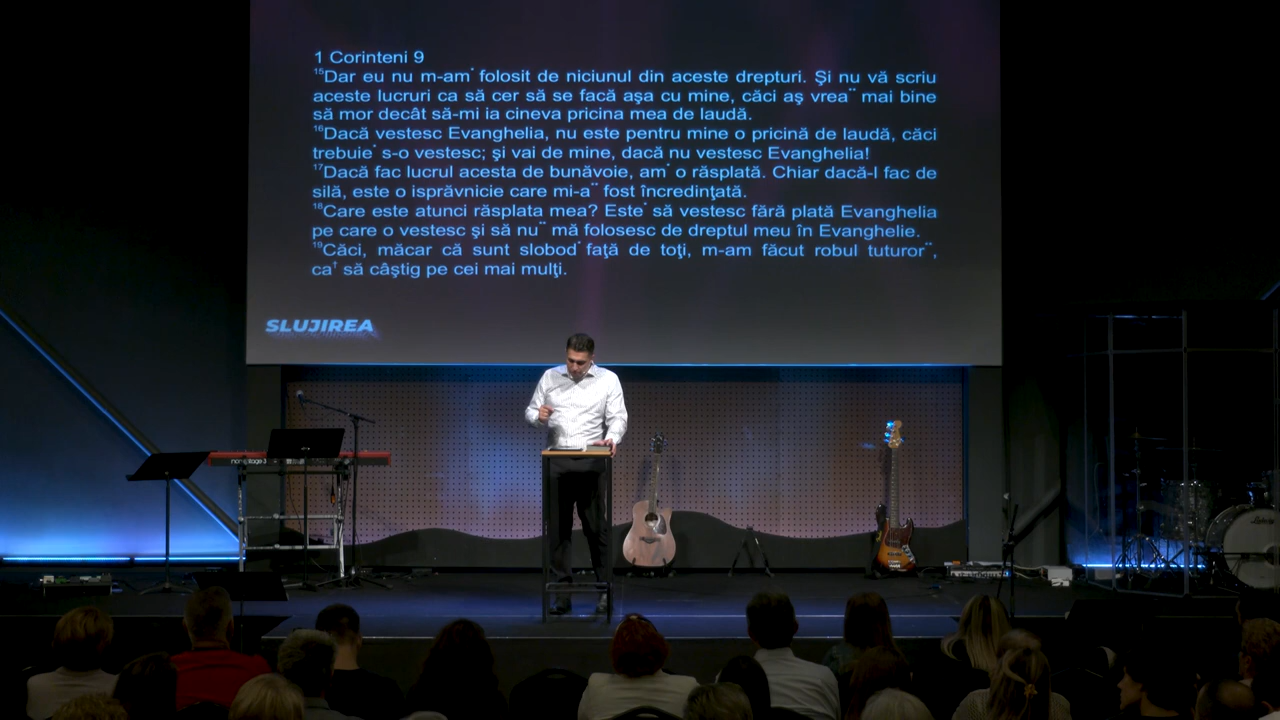 1 Corinteni 9
¹⁵Dar eu nu m-am* folosit de niciunul din aceste drepturi. Şi nu vă scriu
aceste lucruri ca să cer să se facă aşa cu mine, căci aş vrea** mai bine
să mor decât să-mi ia cineva pricina mea de laudă.
¹⁶Dacă vestesc Evanghelia, nu este pentru mine o pricină de laudă, căci
trebuie* s-o vestesc; şi vai de mine, dacă nu vestesc Evanghelia!
¹⁷Dacă fac lucrul acesta de bunăvoie, am* o răsplată. Chiar dacă-l fac de
silă, este o isprăvnicie care mi-a** fost încredinţată.
¹⁸Care este atunci răsplata mea? Este* să vestesc fără plată Evanghelia
pe care o vestesc şi să nu** mă folosesc de dreptul meu în Evanghelie.
¹⁹Căci, măcar că sunt slobod* faţă de toţi, m-am făcut robul tuturor**,
ca† să câştig pe cei mai mulţi.
SLUJIREA
nord stage 3
Ludwig